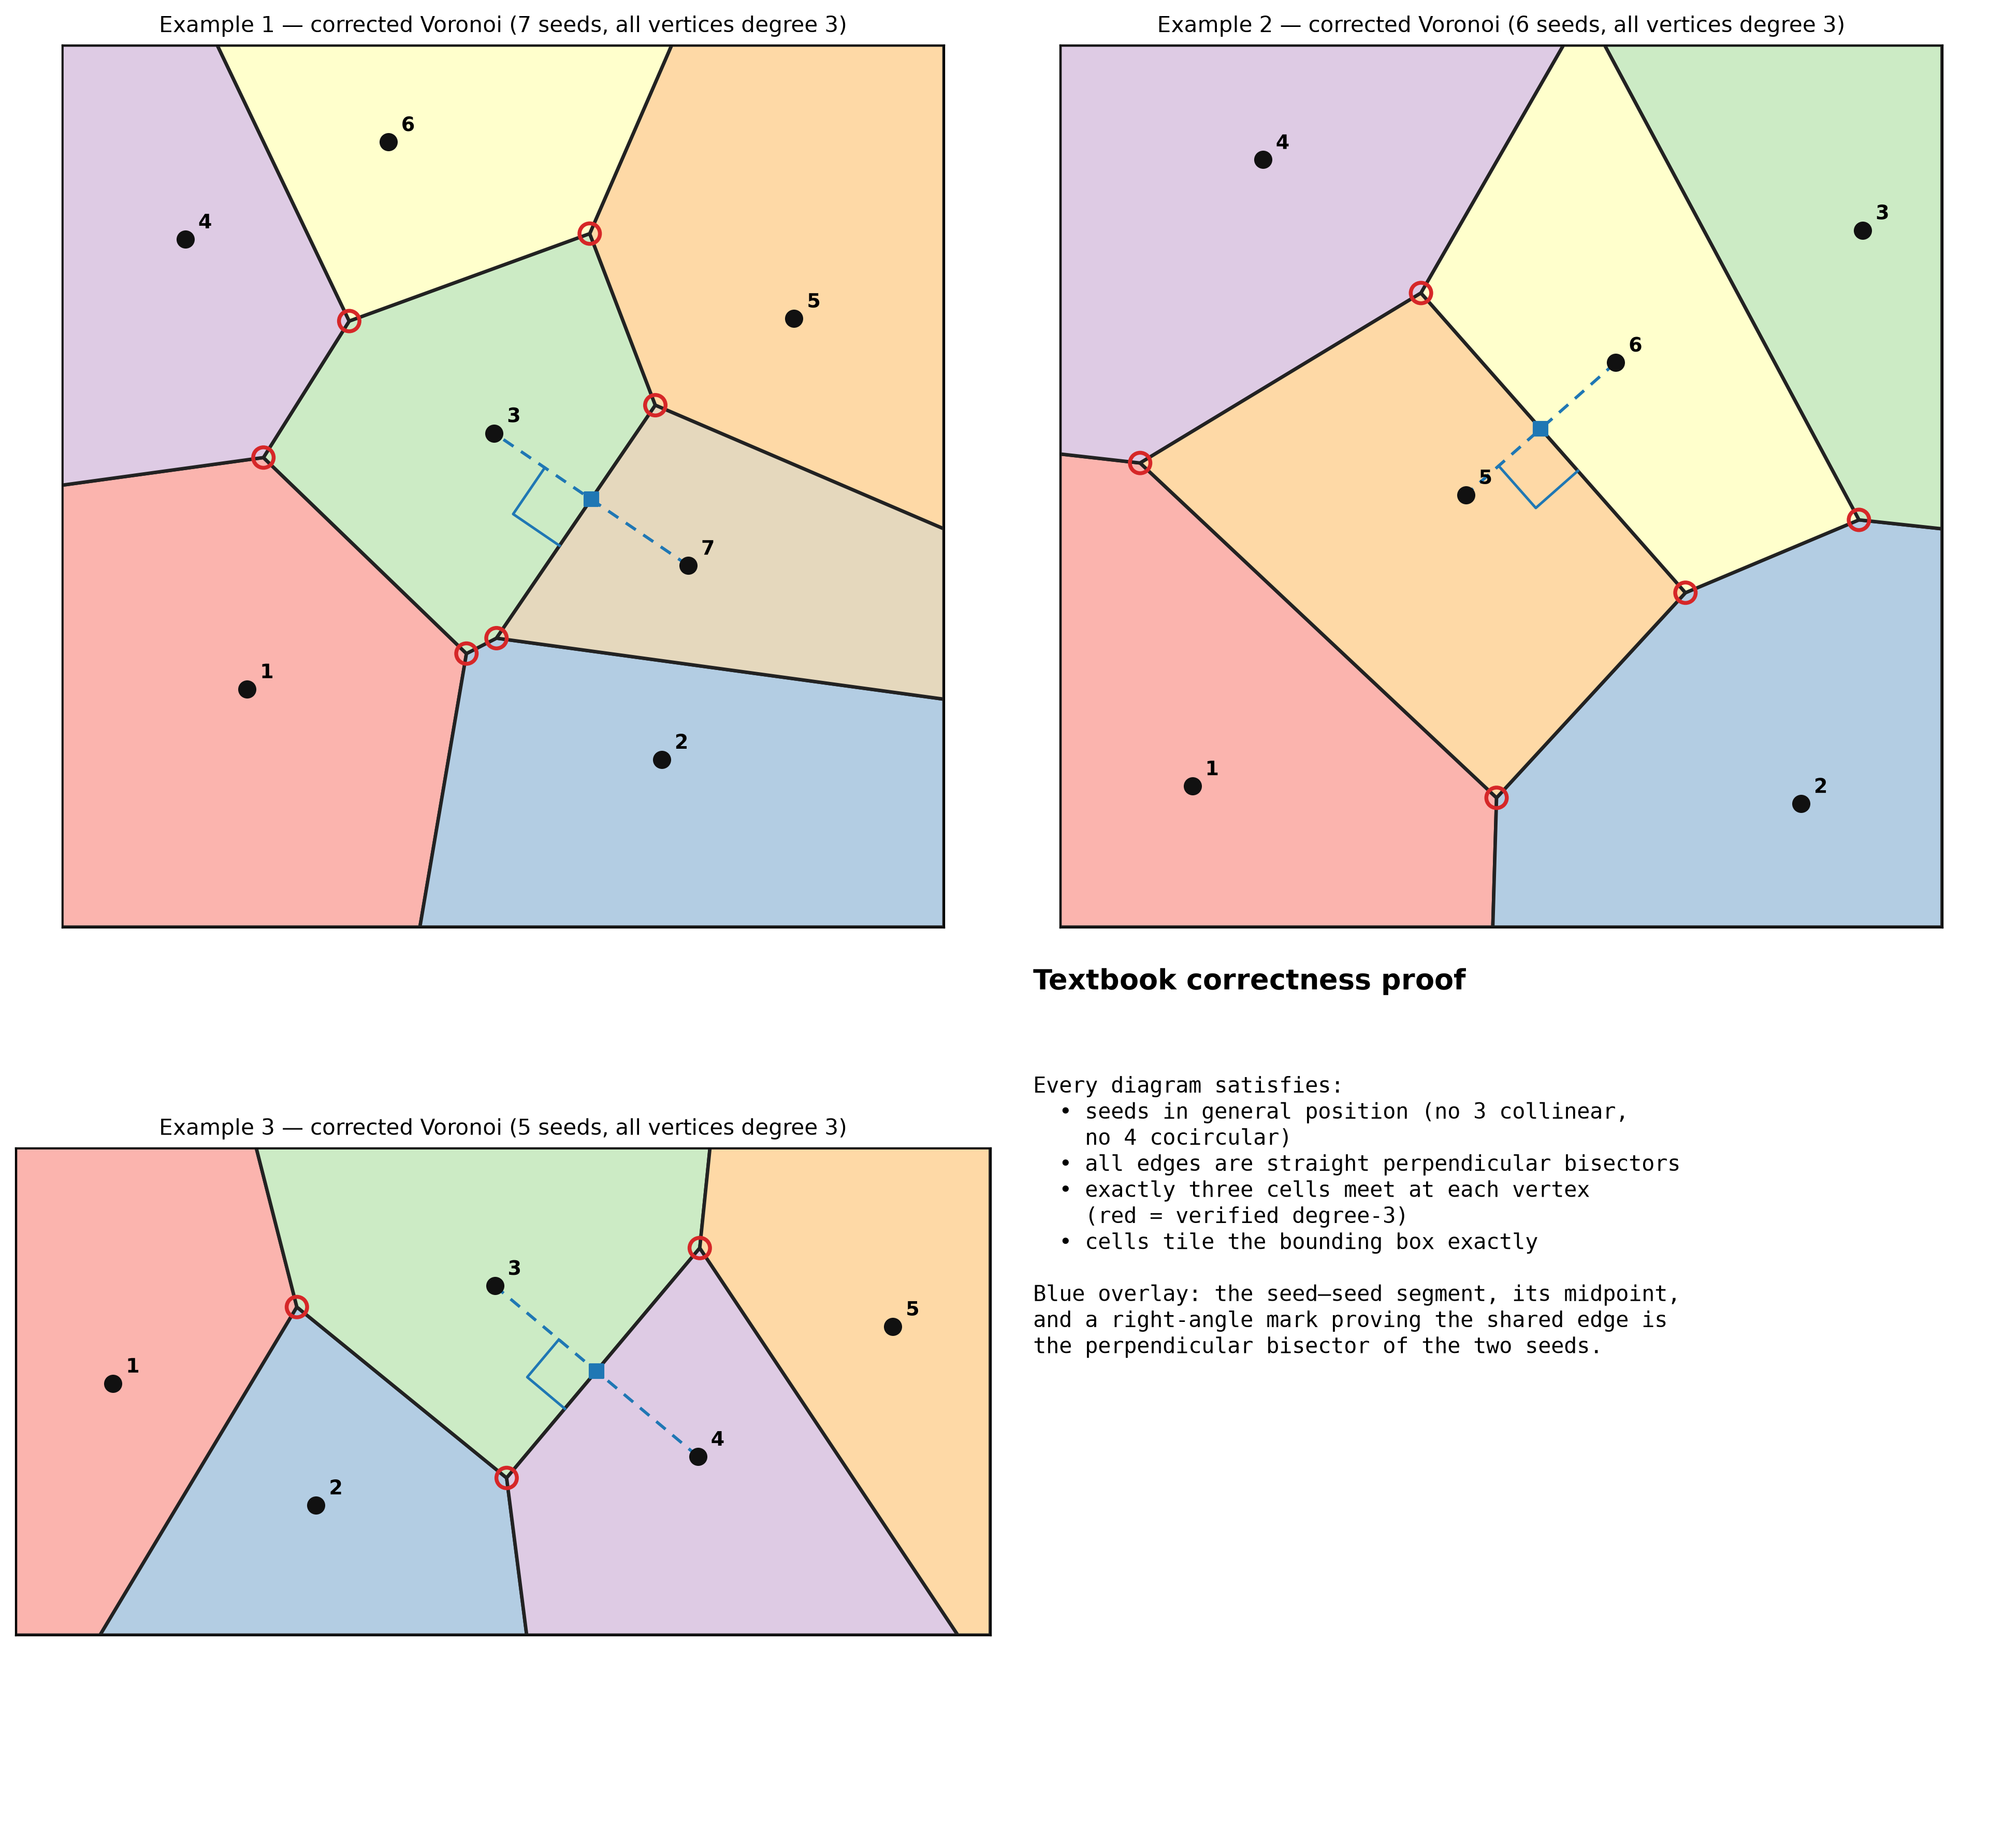 Example 1 — corrected Voronoi (7 seeds, all vertices degree 3)
6
4
5
3
7
1
2
Example 2 — corrected Voronoi (6 seeds, all vertices degree 3)
4
3
6
5
1
2
Textbook correctness proof
Every diagram satisfies:
• seeds in general position (no 3 collinear,
no 4 cocircular)
• all edges are straight perpendicular bisectors
• exactly three cells meet at each vertex
(red = verified degree-3)
• cells tile the bounding box exactly
Blue overlay: the seed–seed segment, its midpoint,
and a right-angle mark proving the shared edge is
the perpendicular bisector of the two seeds.
Example 3 — corrected Voronoi (5 seeds, all vertices degree 3)
3
5
1
4
2